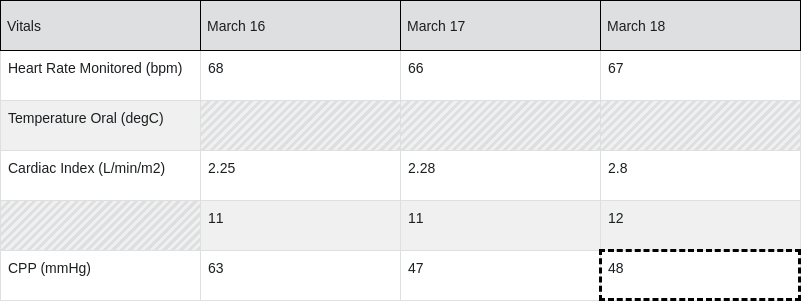 Vitals March 16 March 17 March 18
Heart Rate Monitored (bpm) 68 66 67
Temperature Oral (degC)
Cardiac Index (L/min/m2) 2.25 2.28 2.8
11 11 12
CPP (mmHg) 63 47 48